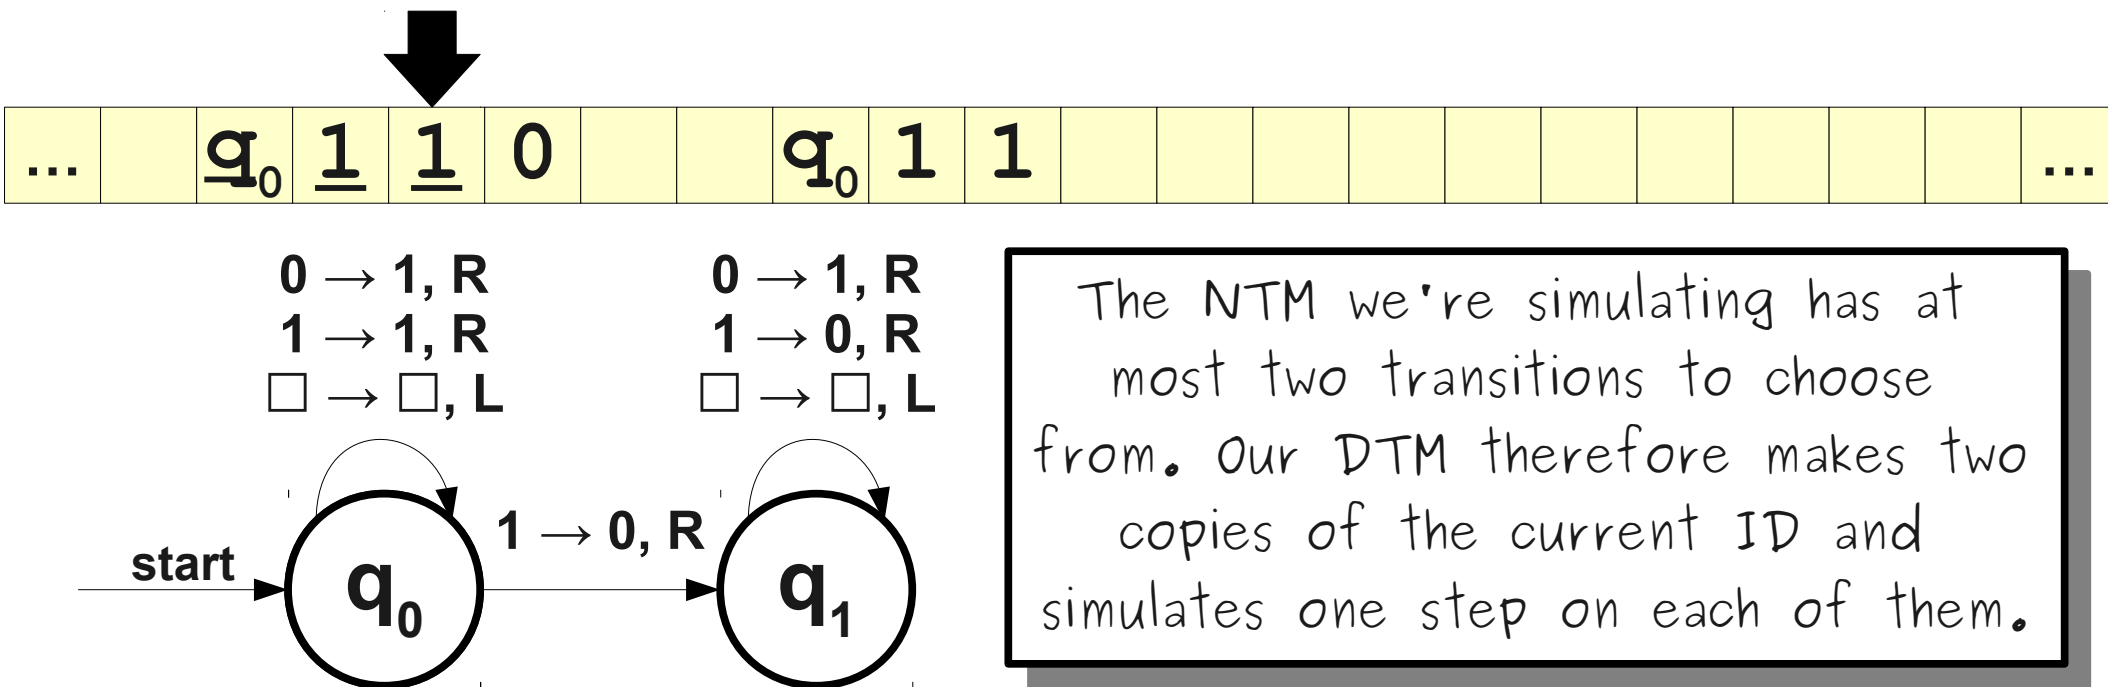 ... q₀ 1 1 0 q₀ 1 1 ...
0 → 1, R
1 → 1, R
□ → □, L
0 → 1, R
1 → 0, R
□ → □, L
start
q₀
1 → 0, R
q₁
The NTM we're simulating has at
most two transitions to choose
from. Our DTM therefore makes two
copies of the current ID and
simulates one step on each of them.